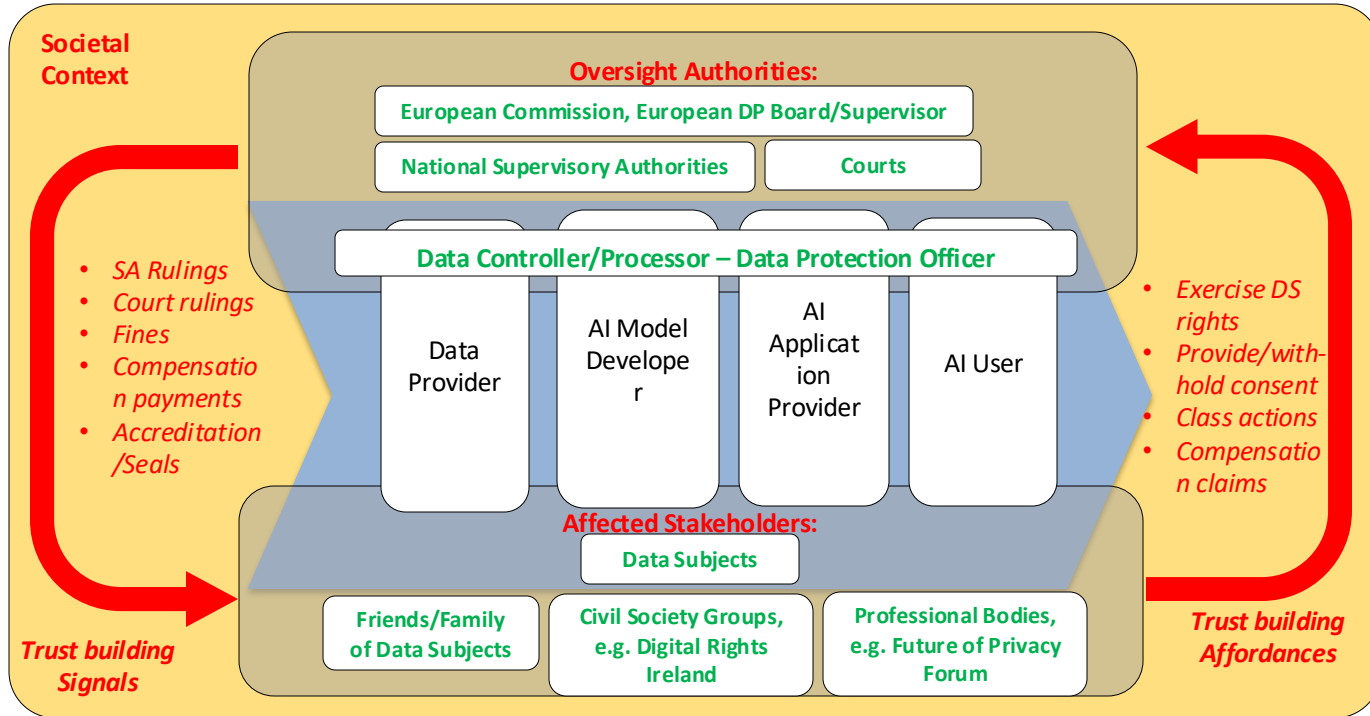 Societal
Context
Oversight Authorities:
European Commission, European DP Board/Supervisor
National Supervisory Authorities
Courts
Data Controller/Processor – Data Protection Officer
• SA Rulings
• Court rulings
• Fines
• Compensatio
n payments
• Accreditation
/Seals
Data
Provider
AI Model
Develope
r
AI
Applicat
ion
Provider
AI User
• Exercise DS
rights
• Provide/with-
hold consent
• Class actions
• Compensatio
n claims
Affected Stakeholders:
Data Subjects
Friends/Family
of Data Subjects
Civil Society Groups,
e.g. Digital Rights
Ireland
Professional Bodies,
e.g. Future of Privacy
Forum
Trust building
Signals
Trust building
Affordances